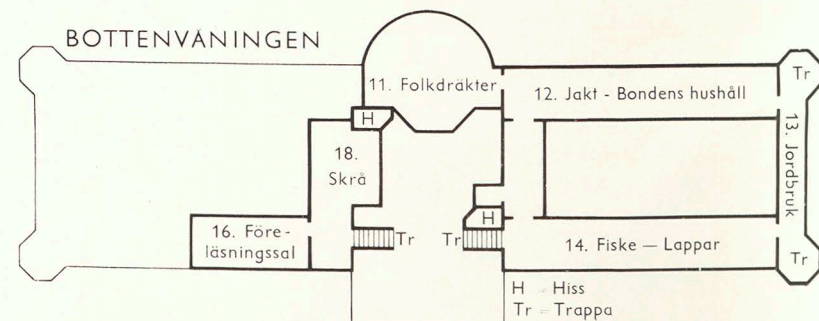 BOTTENVÅNINGEN
11. Folkdräkter
Tr
12. Jakt - Bondens hushåll
H
13. Jordbruk
18.
Skrå
H
16. Före-
läsningssal
Tr
Tr
14. Fiske — Lappar
Tr
H = Hiss
Tr = Trappa